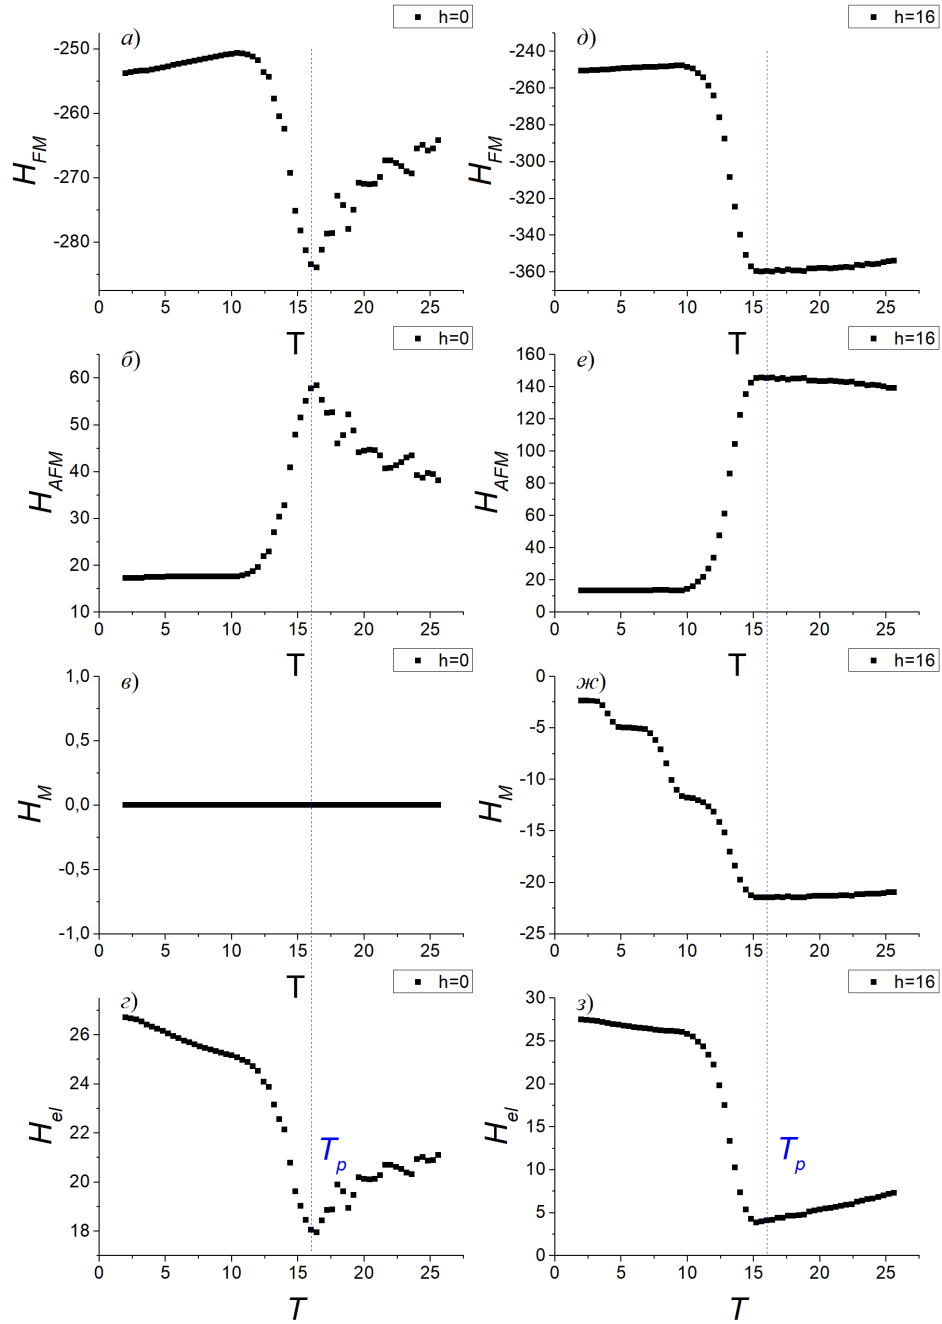 а)
h=0
-250
-260
-270
-280
H_FM
0 5 10 15 20 25
T
д)
h=16
-240
-260
-280
-300
-320
-340
-360
H_FM
0 5 10 15 20 25
T
б)
h=0
60
50
40
30
20
10
H_AFM
0 5 10 15 20 25
T
е)
h=16
160
140
120
100
80
60
40
20
0
H_AFM
0 5 10 15 20 25
T
в)
h=0
1,0
0,5
0,0
-0,5
-1,0
H_M
0 5 10 15 20 25
T
ж)
h=16
0
-5
-10
-15
-20
-25
H_M
0 5 10 15 20 25
г)
h=0
26
24
22
20
18
H_el
T_p
0 5 10 15 20 25
T
з)
h=16
30
25
20
15
10
5
0
H_el
T_p
0 5 10 15 20 25
T